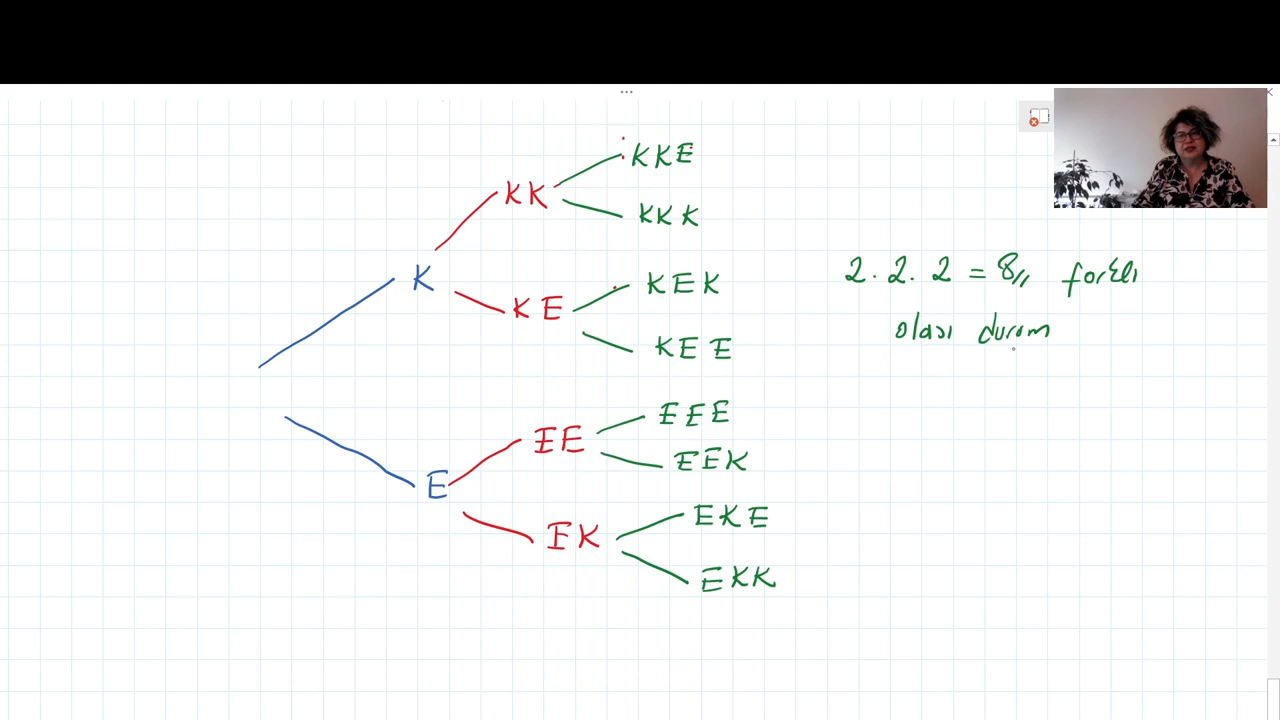 KKE
KK
KKK
K
KEK
KE
KEE
EEE
EE
EEK
E
EKE
EK
EKK
2.2.2 = 8// farklı
olası durum